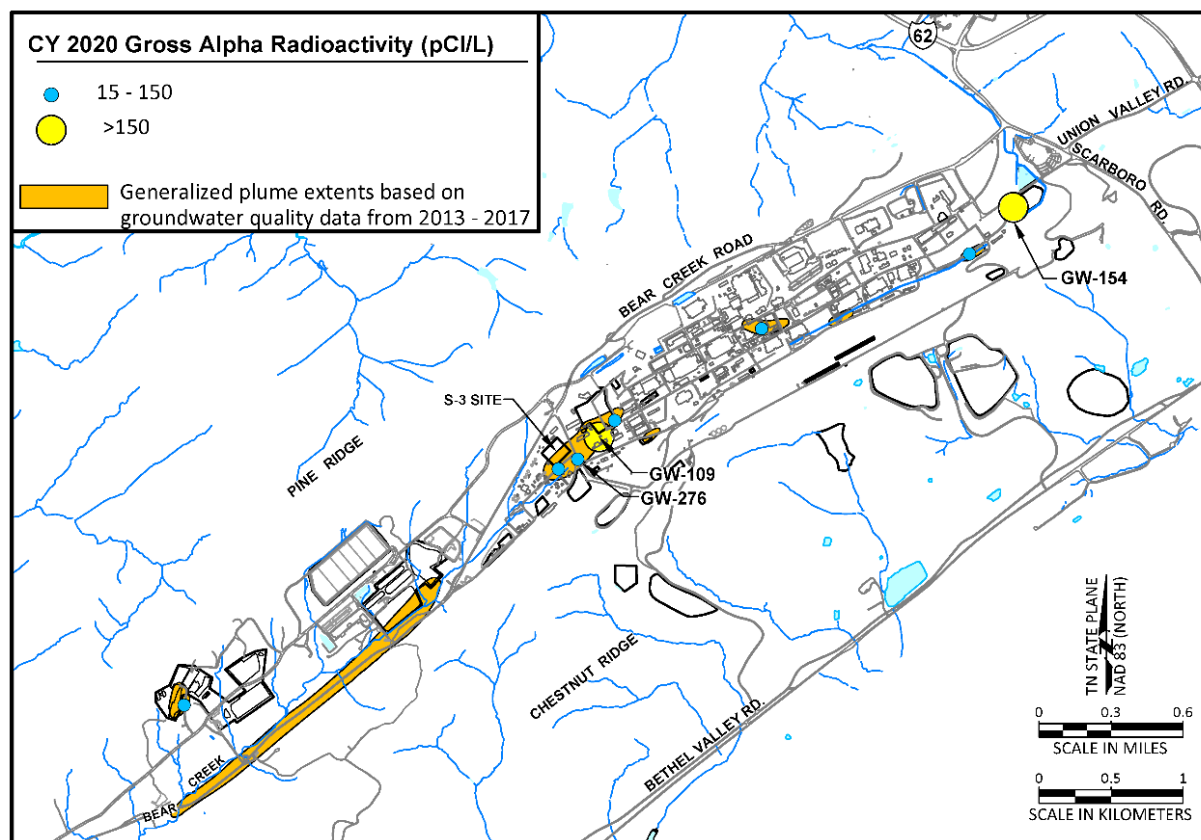 CY 2020 Gross Alpha Radioactivity (pCI/L)
15 - 150
>150
Generalized plume extents based on
groundwater quality data from 2013 - 2017
62
UNION VALLEY RD.
SCARBORO RD.
BEAR CREEK ROAD
GW-154
S-3 SITE
PINE RIDGE
GW-109
GW-276
CHESTNUT RIDGE
BETHEL VALLEY RD.
BEAR CREEK
TN STATE PLANE
NAD 83 (NORTH)
0 0.3 0.6
SCALE IN MILES
0 0.5 1
SCALE IN KILOMETERS